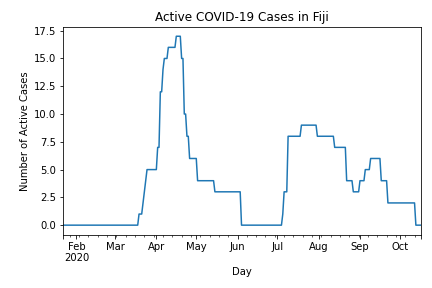 Active COVID-19 Cases in Fiji
Number of Active Cases
17.5
15.0
12.5
10.0
7.5
5.0
2.5
0.0
Feb Mar Apr May Jun Jul Aug Sep Oct
2020
Day